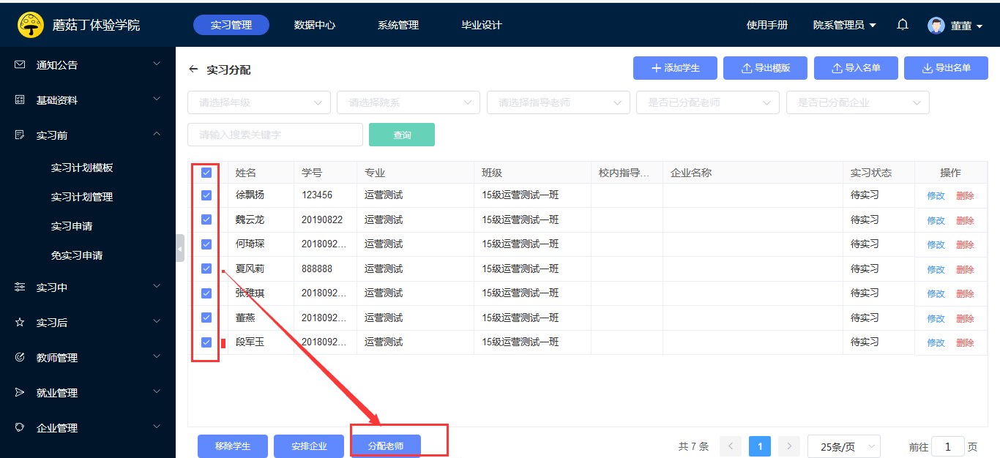 蘑菇丁体验学院 实习管理 数据中心 系统管理 毕业设计 使用手册 院系管理员 董董
通知公告
基础资料
实习前
实习计划模板
实习计划管理
实习申请
免实习申请
实习中
实习后
教师管理
就业管理
企业管理
实习分配 添加学生 导出模版 导入名单 导出名单
请选择年级 请选择院系 请选择指导老师 是否已分配老师 是否已分配企业
请输入搜索关键字 查询
姓名 学号 专业 班级 校内指导... 企业名称 实习状态 操作
徐飘扬 123456 运营测试 15级运营测试一班 待实习 修改 删除
魏云龙 20190822 运营测试 15级运营测试一班 待实习 修改 删除
何琦琛 2018092... 运营测试 15级运营测试一班 待实习 修改 删除
夏风莉 888888 运营测试 15级运营测试一班 待实习 修改 删除
张雅琪 2018092... 运营测试 15级运营测试一班 待实习 修改 删除
董燕 2018092... 运营测试 15级运营测试一班 待实习 修改 删除
段军玉 2018092... 运营测试 15级运营测试一班 待实习 修改 删除
移除学生 安排企业 分配老师 共 7 条 1 25条/页 前往 1 页